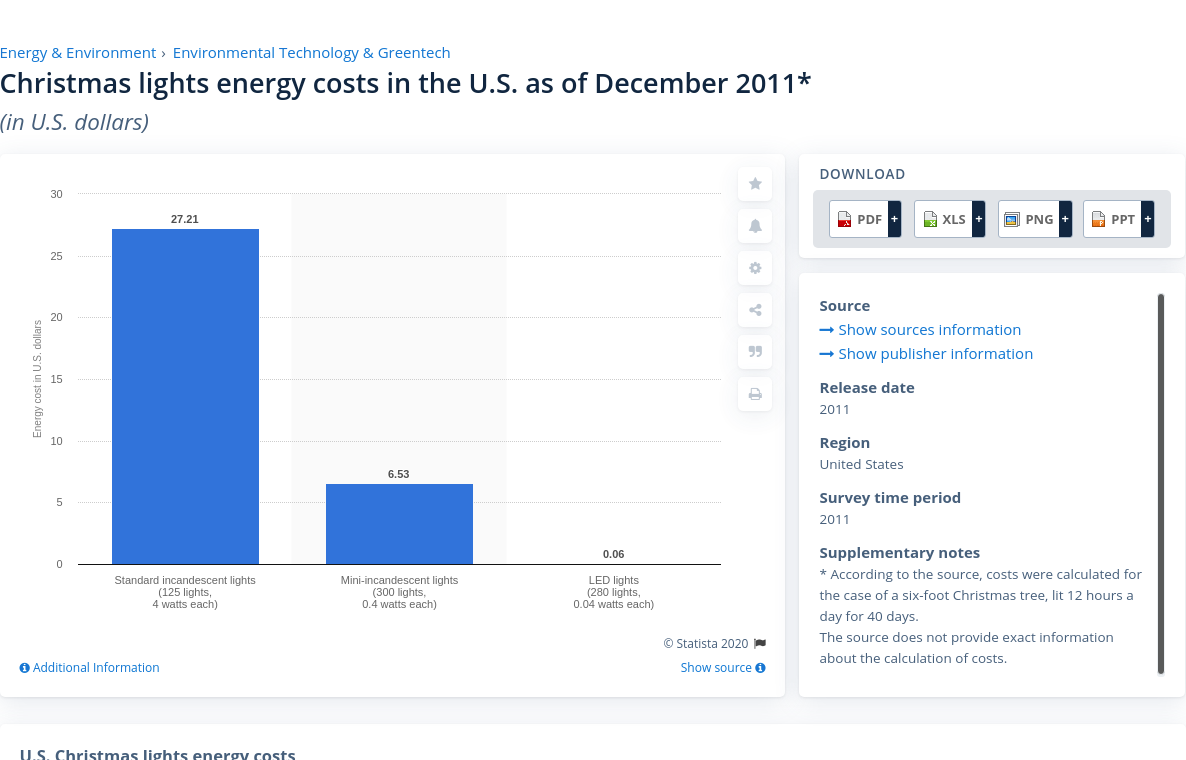 Energy & Environment › Environmental Technology & Greentech
Christmas lights energy costs in the U.S. as of December 2011*
(in U.S. dollars)
30
25
20
15
10
5
0
Energy cost in U.S. dollars
27.21
6.53
0.06
Standard incandescent lights
(125 lights,
4 watts each)
Mini-incandescent lights
(300 lights,
0.4 watts each)
LED lights
(280 lights,
0.04 watts each)
© Statista 2020
Additional Information
Show source
DOWNLOAD
PDF + XLS + PNG + PPT +
Source
Show sources information
Show publisher information
Release date
2011
Region
United States
Survey time period
2011
Supplementary notes
* According to the source, costs were calculated for
the case of a six-foot Christmas tree, lit 12 hours a
day for 40 days.
The source does not provide exact information
about the calculation of costs.
U.S. Christmas lights energy costs